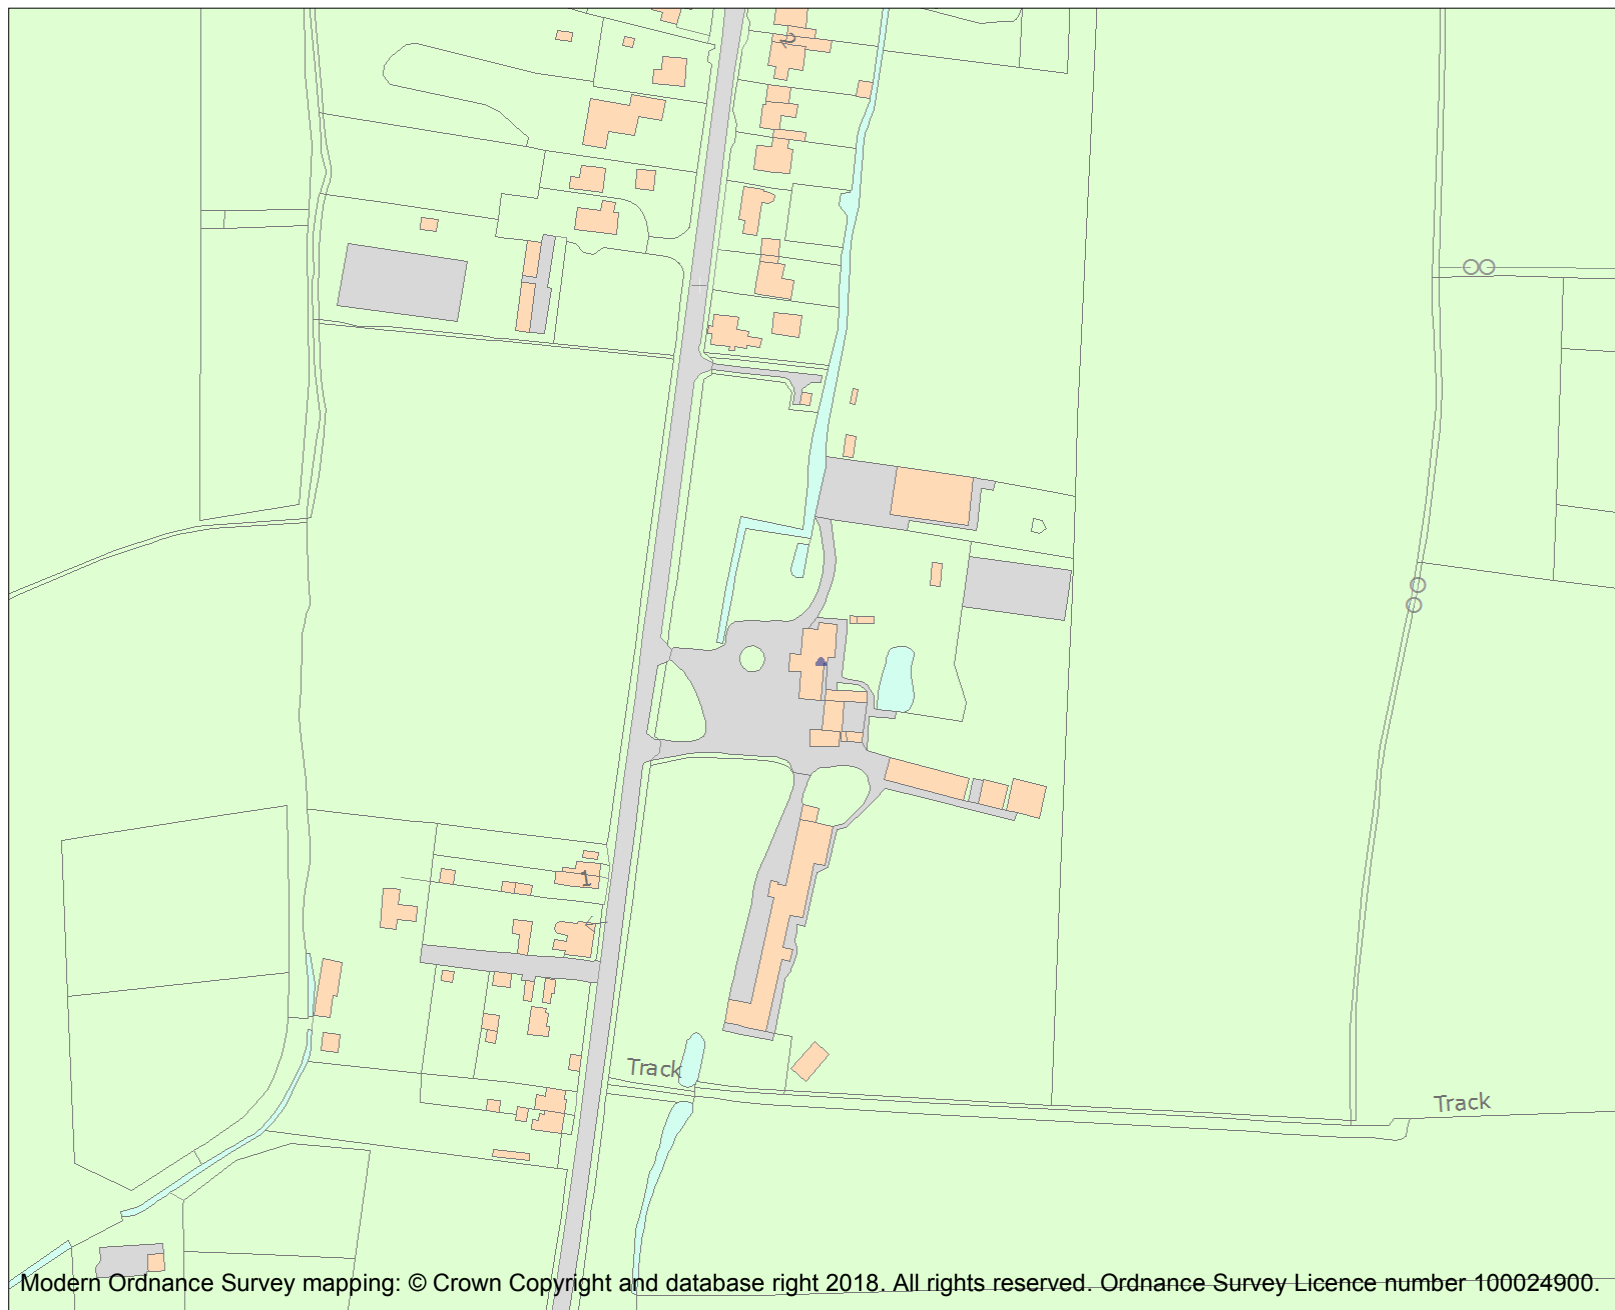 2
1
Track
Track
Modern Ordnance Survey mapping: © Crown Copyright and database right 2018. All rights reserved. Ordnance Survey Licence number 100024900.